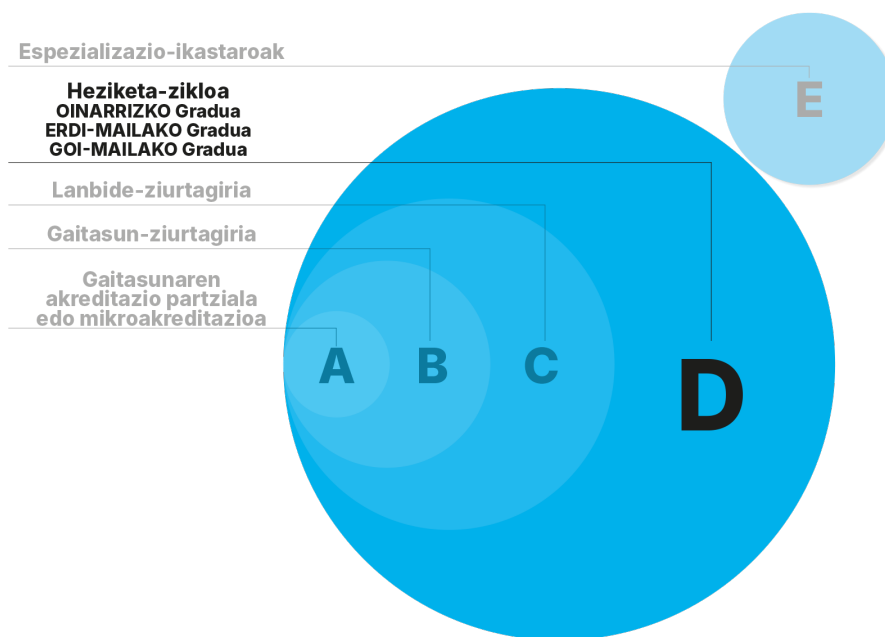 Espezializazio-ikastaroak
E
Heziketa-zikloa
OINARRIZKO Gradua
ERDI-MAILAKO Gradua
GOI-MAILAKO Gradua
Lanbide-ziurtagiria
Gaitasun-ziurtagiria
Gaitasunaren
akreditazio partziala
edo mikroakreditazioa
A B C D